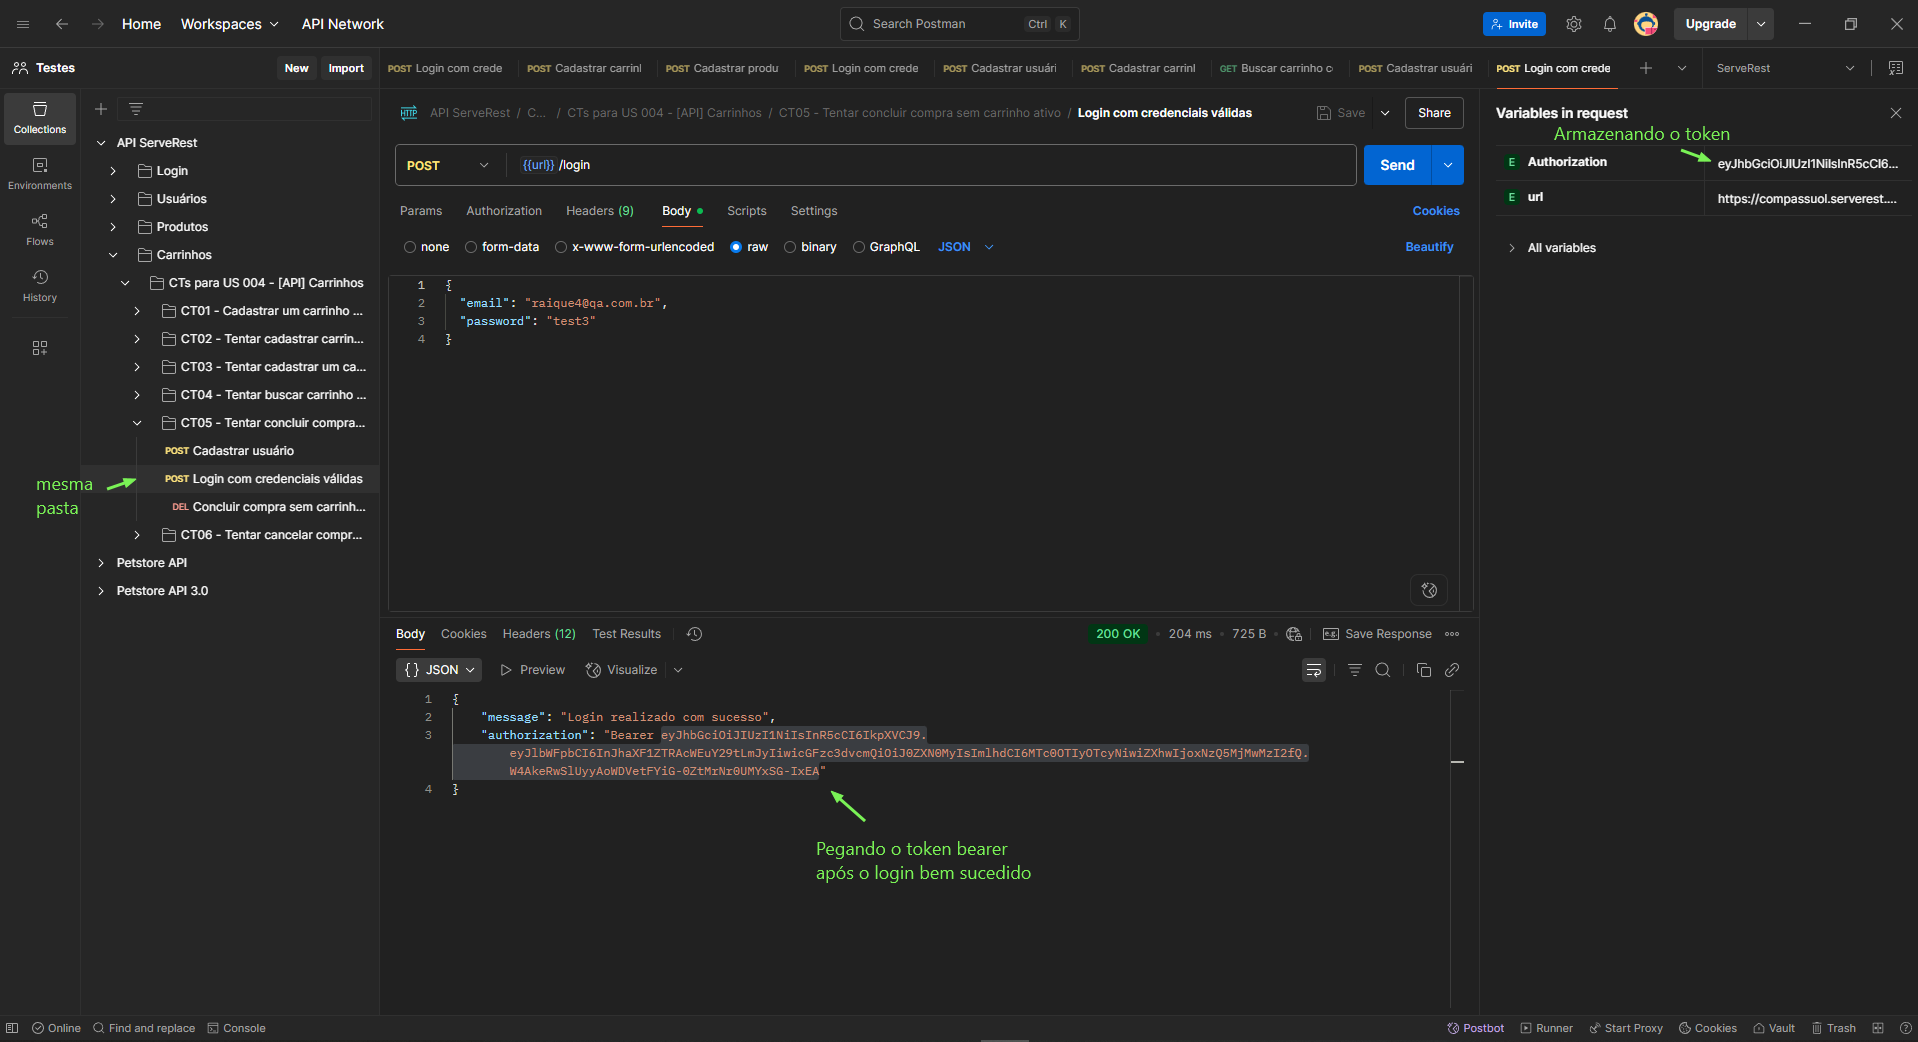 Home Workspaces API Network
Search Postman Ctrl K
Invite Upgrade
Testes New Import
POST Login com crede POST Cadastrar carrinl POST Cadastrar produ POST Login com crede POST Cadastrar usuári POST Cadastrar carrinl GET Buscar carrinho c POST Cadastrar usuári POST Login com crede
ServeRest
Collections
Environments
Flows
History
API ServeRest
Login
Usuários
Produtos
Carrinhos
CTs para US 004 - [API] Carrinhos
CT01 - Cadastrar um carrinho ...
CT02 - Tentar cadastrar carrin...
CT03 - Tentar cadastrar um ca...
CT04 - Tentar buscar carrinho ...
CT05 - Tentar concluir compra...
POST Cadastrar usuário
POST Login com credenciais válidas
DEL Concluir compra sem carrinh...
CT06 - Tentar cancelar compr...
Petstore API
Petstore API 3.0
mesma
pasta
HTTP API ServeRest / C... / CTs para US 004 - [API] Carrinhos / CT05 - Tentar concluir compra sem carrinho ativo / Login com credenciais válidas
Save Share
POST {{url}} /login
Send
Params Authorization Headers (9) Body Scripts Settings
Cookies
none form-data x-www-form-urlencoded raw binary GraphQL JSON
Beautify
1 {
2 "email": "raique4@qa.com.br",
3 "password": "test3"
4 }
Body Cookies Headers (12) Test Results
200 OK • 204 ms • 725 B Save Response
{} JSON Preview Visualize
1 {
2 "message": "Login realizado com sucesso",
3 "authorization": "Bearer eyJhbGciOiJIUzI1NiIsInR5cCI6IkpXVCJ9.
eyJlbWFpbCI6InJhaXF1ZTRAcWEuY29tLmJyIiwicGFzc3dvcmQiOiJ0ZXN0MyIsImlhdCI6MTc0OTIyOTcyNiwiZXhwIjoxNzQ5MjMwMzI2fQ.
W4AkeRwSlUyyAoWDVetFYiG-0ZtMrNr0UMYxSG-IxEA"
4 }
Pegando o token bearer
após o login bem sucedido
Variables in request
Armazenando o token
E Authorization eyJhbGciOiJIUzI1NiIsInR5cCI6...
E url https://compassuol.serverest....
All variables
Online Find and replace Console
Postbot Runner Start Proxy Cookies Vault Trash